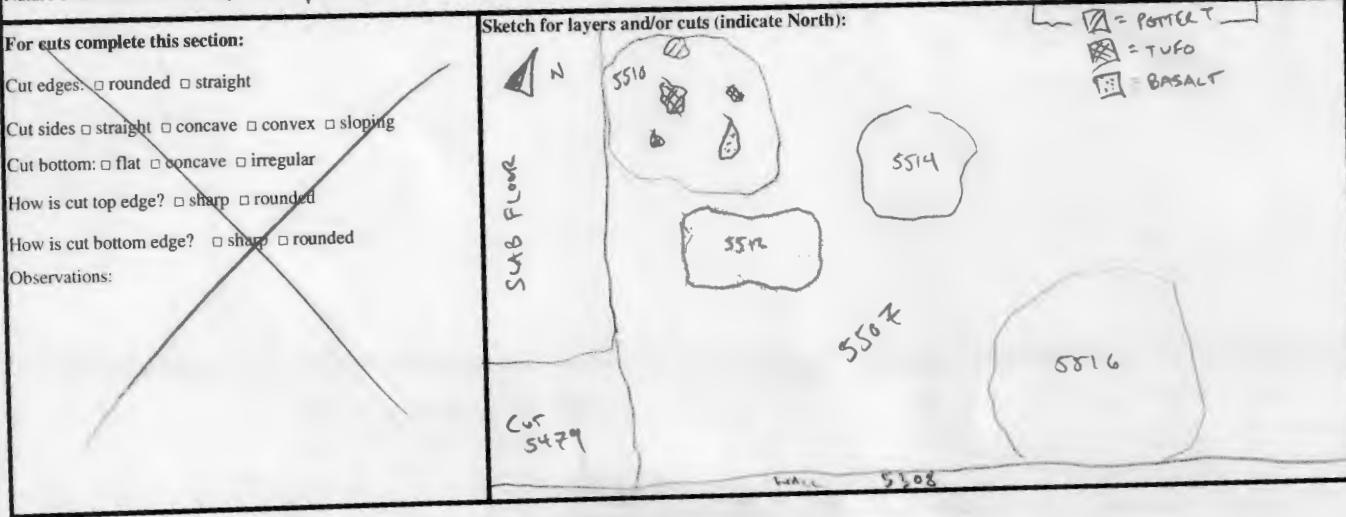 For cuts complete this section:
Cut edges: □ rounded □ straight
Cut sides □ straight □ concave □ convex □ sloping
Cut bottom: □ flat □ concave □ irregular
How is cut top edge? □ sharp □ rounded
How is cut bottom edge? □ sharp □ rounded
Observations:
Sketch for layers and/or cuts (indicate North):
= POTTERY
= TUFO
= BASALT
N
5510
SLAB FLOOR
5514
5512
5507
5516
CUT
5479
WALL 5308